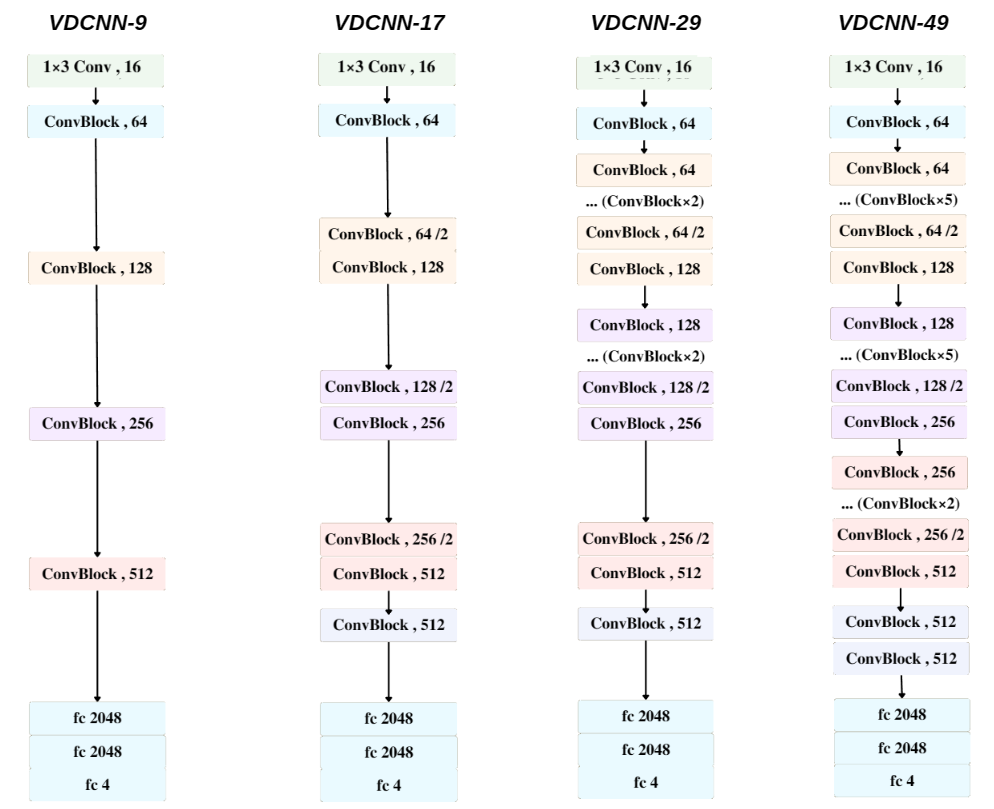 VDCNN-9
1×3 Conv , 16
ConvBlock , 64
ConvBlock , 128
ConvBlock , 256
ConvBlock , 512
fc 2048
fc 2048
fc 4
VDCNN-17
1×3 Conv , 16
ConvBlock , 64
ConvBlock , 64 /2
ConvBlock , 128
ConvBlock , 128 /2
ConvBlock , 256
ConvBlock , 256 /2
ConvBlock , 512
ConvBlock , 512
fc 2048
fc 2048
fc 4
VDCNN-29
1×3 Conv , 16
ConvBlock , 64
ConvBlock , 64
... (ConvBlock×2)
ConvBlock , 64 /2
ConvBlock , 128
ConvBlock , 128
... (ConvBlock×2)
ConvBlock , 128 /2
ConvBlock , 256
ConvBlock , 256 /2
ConvBlock , 512
ConvBlock , 512
fc 2048
fc 2048
fc 4
VDCNN-49
1×3 Conv , 16
ConvBlock , 64
ConvBlock , 64
... (ConvBlock×5)
ConvBlock , 64 /2
ConvBlock , 128
ConvBlock , 128
... (ConvBlock×5)
ConvBlock , 128 /2
ConvBlock , 256
ConvBlock , 256
... (ConvBlock×2)
ConvBlock , 256 /2
ConvBlock , 512
ConvBlock , 512
ConvBlock , 512
fc 2048
fc 2048
fc 4